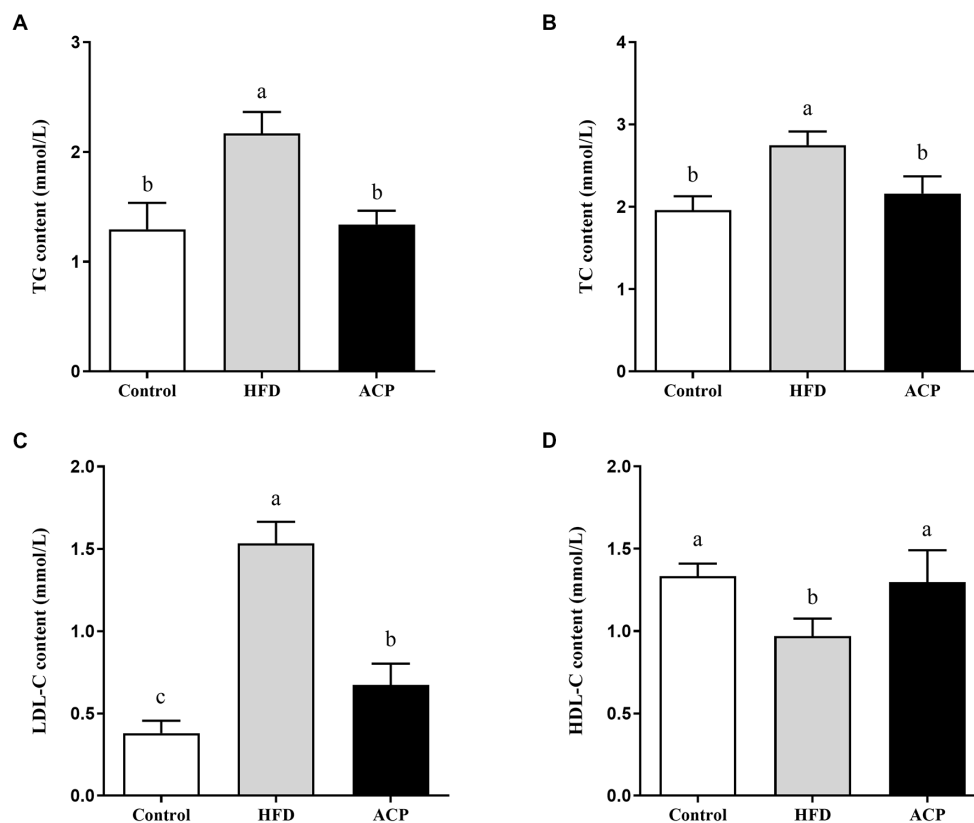 A
TG content (mmol/L)
3
2
1
0
b
a
b
Control HFD ACP
B
TC content (mmol/L)
4
3
2
1
0
b
a
b
Control HFD ACP
C
LDL-C content (mmol/L)
2.0
1.5
1.0
0.5
0.0
c
a
b
Control HFD ACP
D
HDL-C content (mmol/L)
2.0
1.5
1.0
0.5
0.0
a
b
a
Control HFD ACP